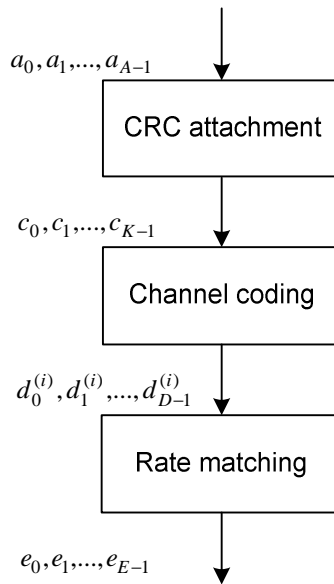 a_0, a_1,..., a_{A−1}
CRC attachment
c_0, c_1,..., c_{K−1}
Channel coding
d_0^{(i)}, d_1^{(i)},..., d_{D−1}^{(i)}
Rate matching
e_0, e_1,..., e_{E−1}